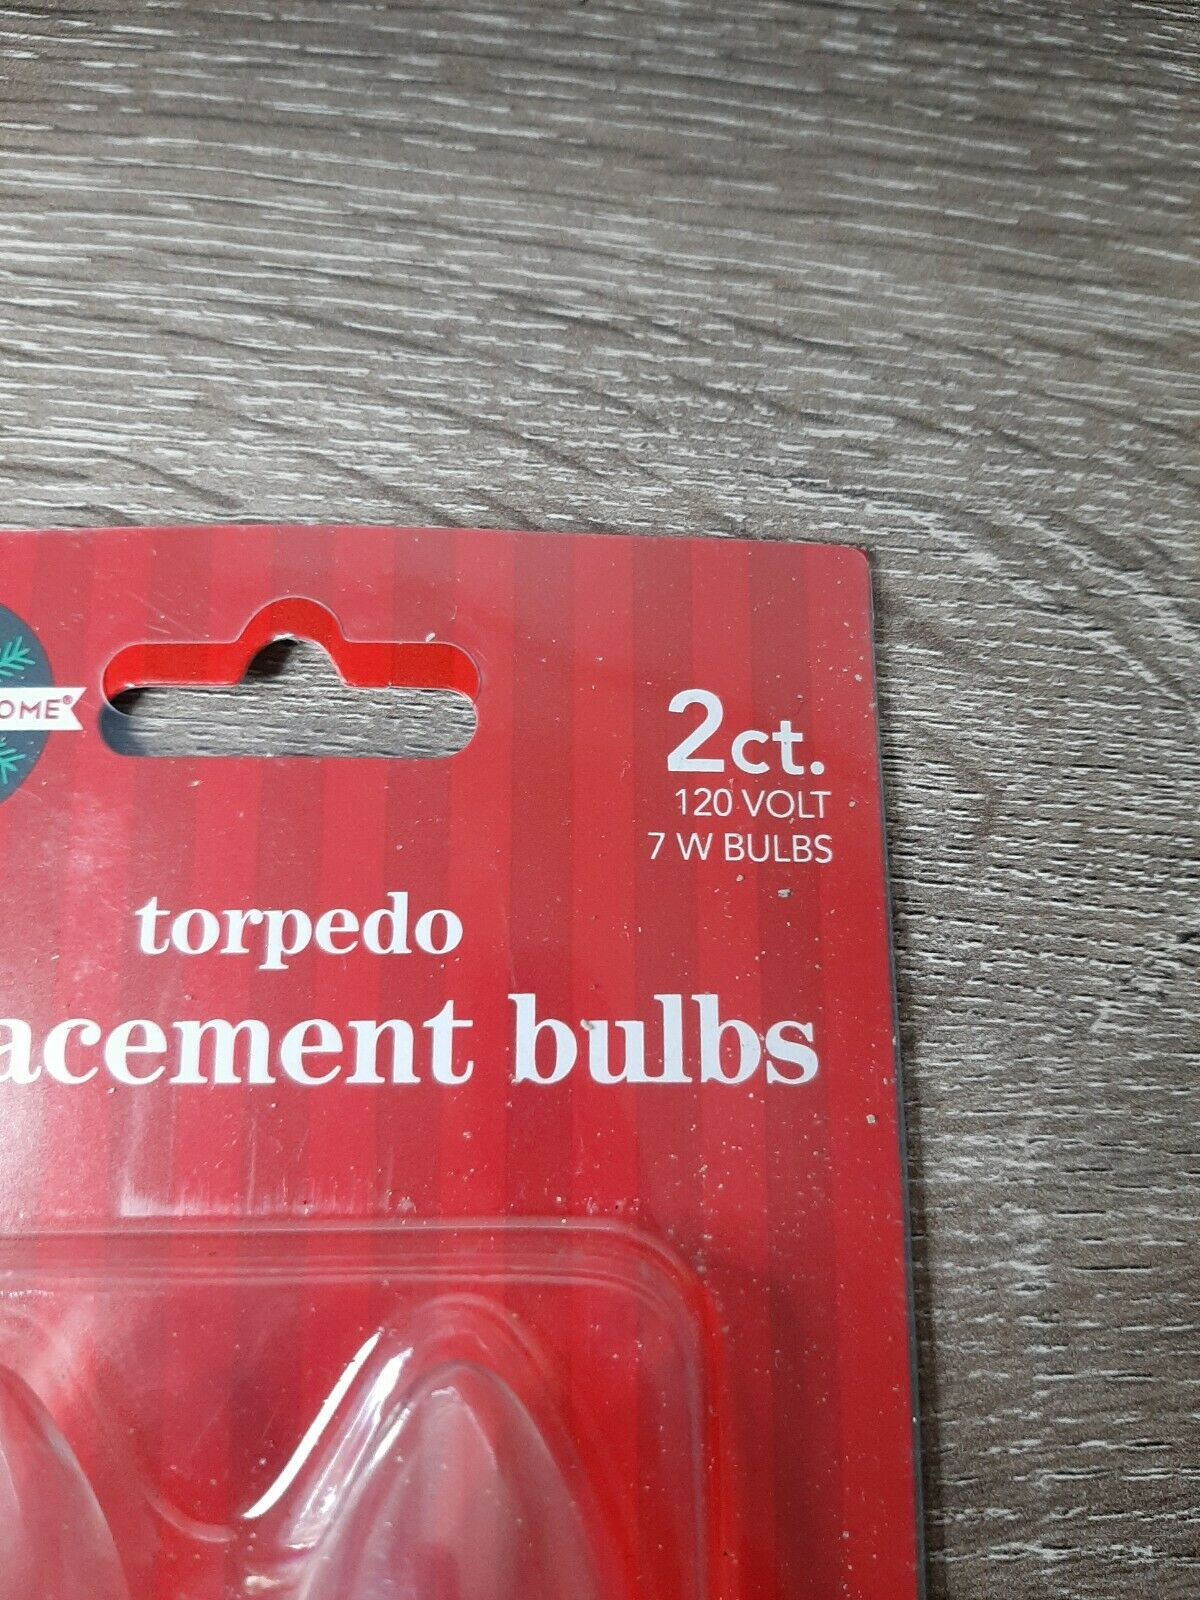 OME®
2ct.
120 VOLT
7 W BULBS
torpedo
acement bulbs